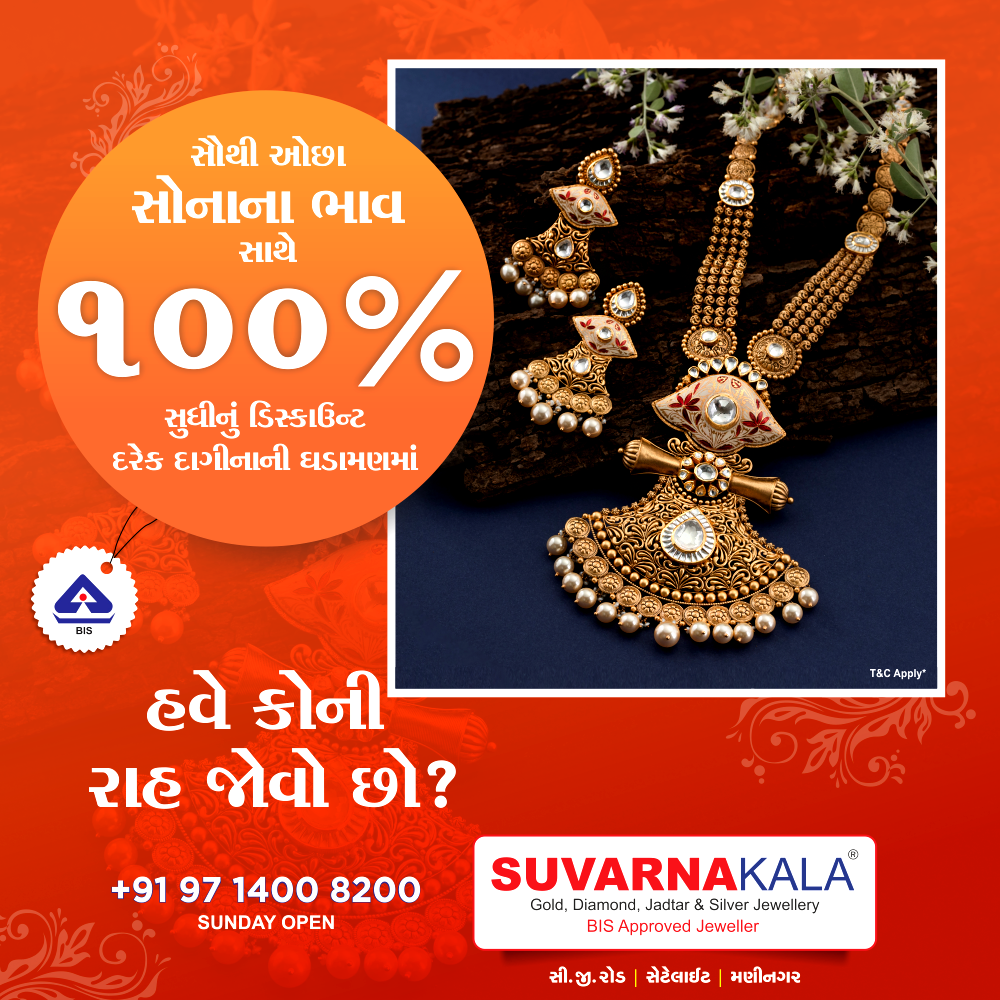 સૌથી ઓછા
સોનાના ભાવ
સાથે
૧૦૦%
સુધીનું ડિસ્કાઉન્ટ
દરેક દાગીનાની ઘડામણમાં
BIS
T&C Apply*
હવે કોની
રાહ જોવો છો?
+91 97 1400 8200
SUNDAY OPEN
SUVARNAKALA®
Gold, Diamond, Jadtar & Silver Jewellery
BIS Approved Jeweller
સી.જી.રોડ | સેટેલાઈટ | મણીનગર